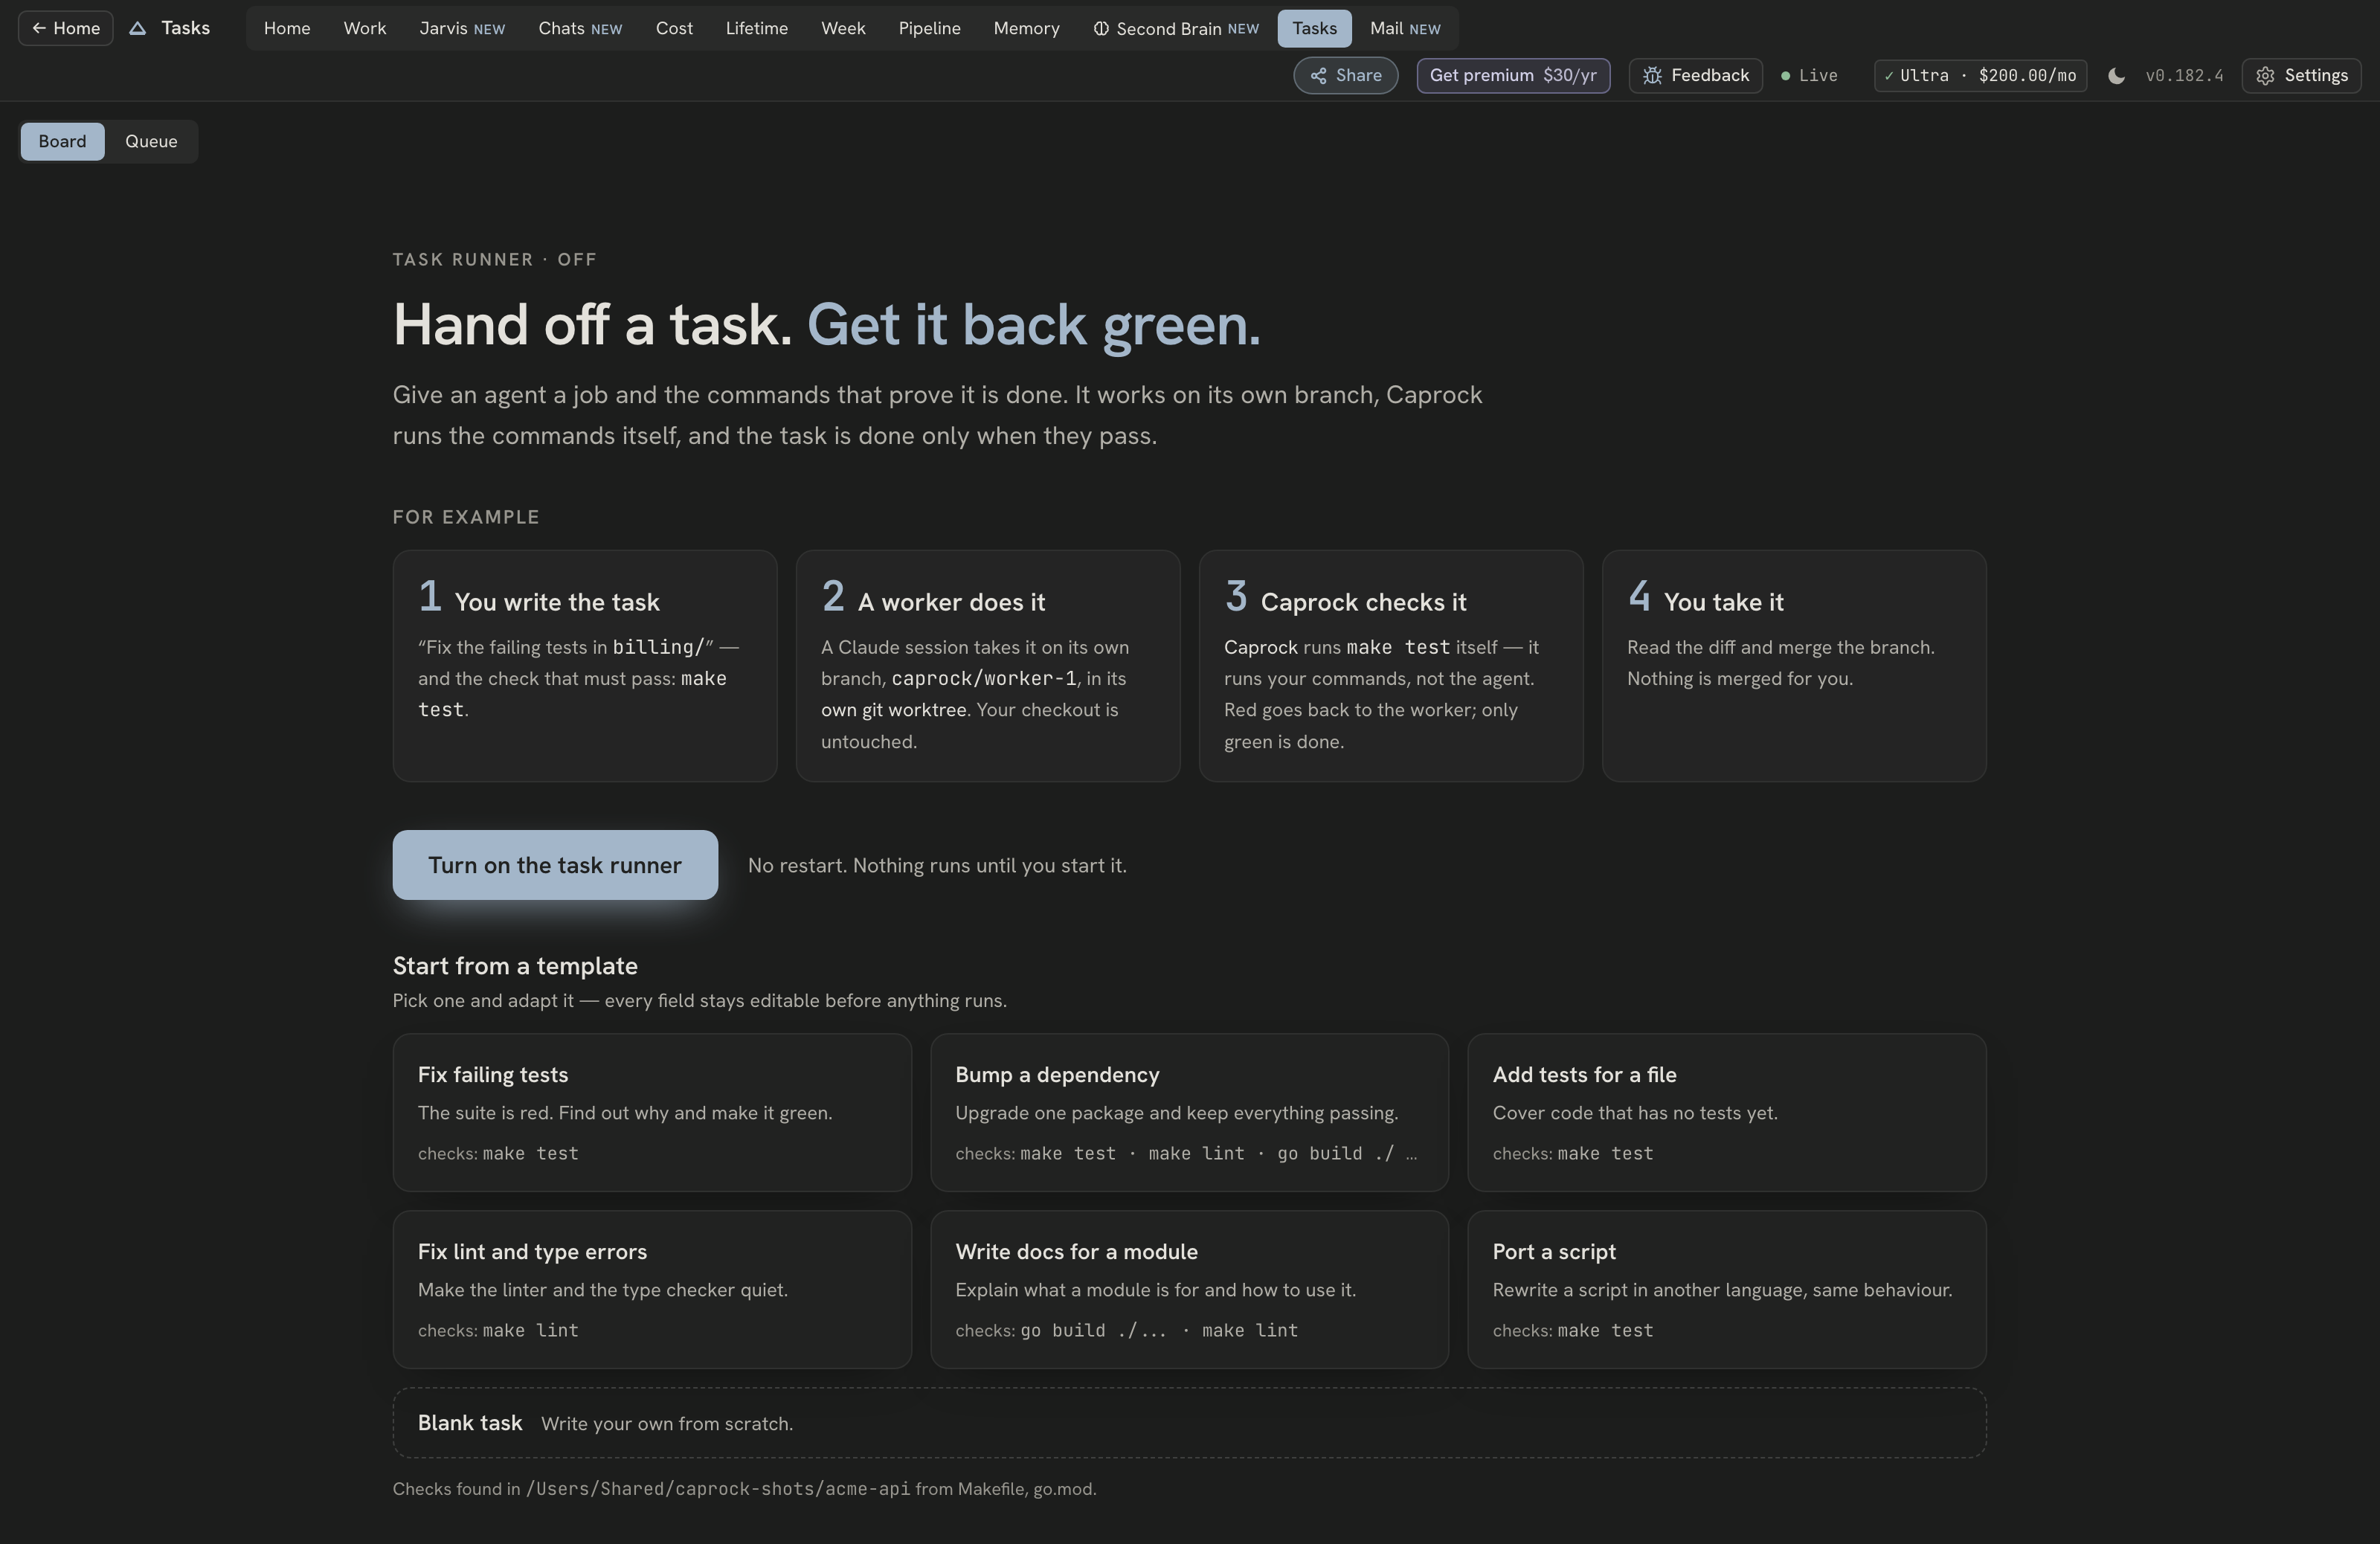 ← Home
Tasks
Home Work Jarvis NEW Chats NEW Cost Lifetime Week Pipeline Memory Second Brain NEW Tasks Mail NEW
Share Get premium $30/yr Feedback Live ✓ Ultra · $200.00/mo v0.182.4 Settings
Board Queue
TASK RUNNER · OFF
Hand off a task. Get it back green.
Give an agent a job and the commands that prove it is done. It works on its own branch, Caprock
runs the commands itself, and the task is done only when they pass.
FOR EXAMPLE
1 You write the task
“Fix the failing tests in billing/” —
and the check that must pass: make
test.
2 A worker does it
A Claude session takes it on its own
branch, caprock/worker-1, in its
own git worktree. Your checkout is
untouched.
3 Caprock checks it
Caprock runs make test itself — it
runs your commands, not the agent.
Red goes back to the worker; only
green is done.
4 You take it
Read the diff and merge the branch.
Nothing is merged for you.
Turn on the task runner
No restart. Nothing runs until you start it.
Start from a template
Pick one and adapt it — every field stays editable before anything runs.
Fix failing tests
The suite is red. Find out why and make it green.
checks: make test
Bump a dependency
Upgrade one package and keep everything passing.
checks: make test · make lint · go build ./ …
Add tests for a file
Cover code that has no tests yet.
checks: make test
Fix lint and type errors
Make the linter and the type checker quiet.
checks: make lint
Write docs for a module
Explain what a module is for and how to use it.
checks: go build ./... · make lint
Port a script
Rewrite a script in another language, same behaviour.
checks: make test
Blank task Write your own from scratch.
Checks found in /Users/Shared/caprock-shots/acme-api from Makefile, go.mod.